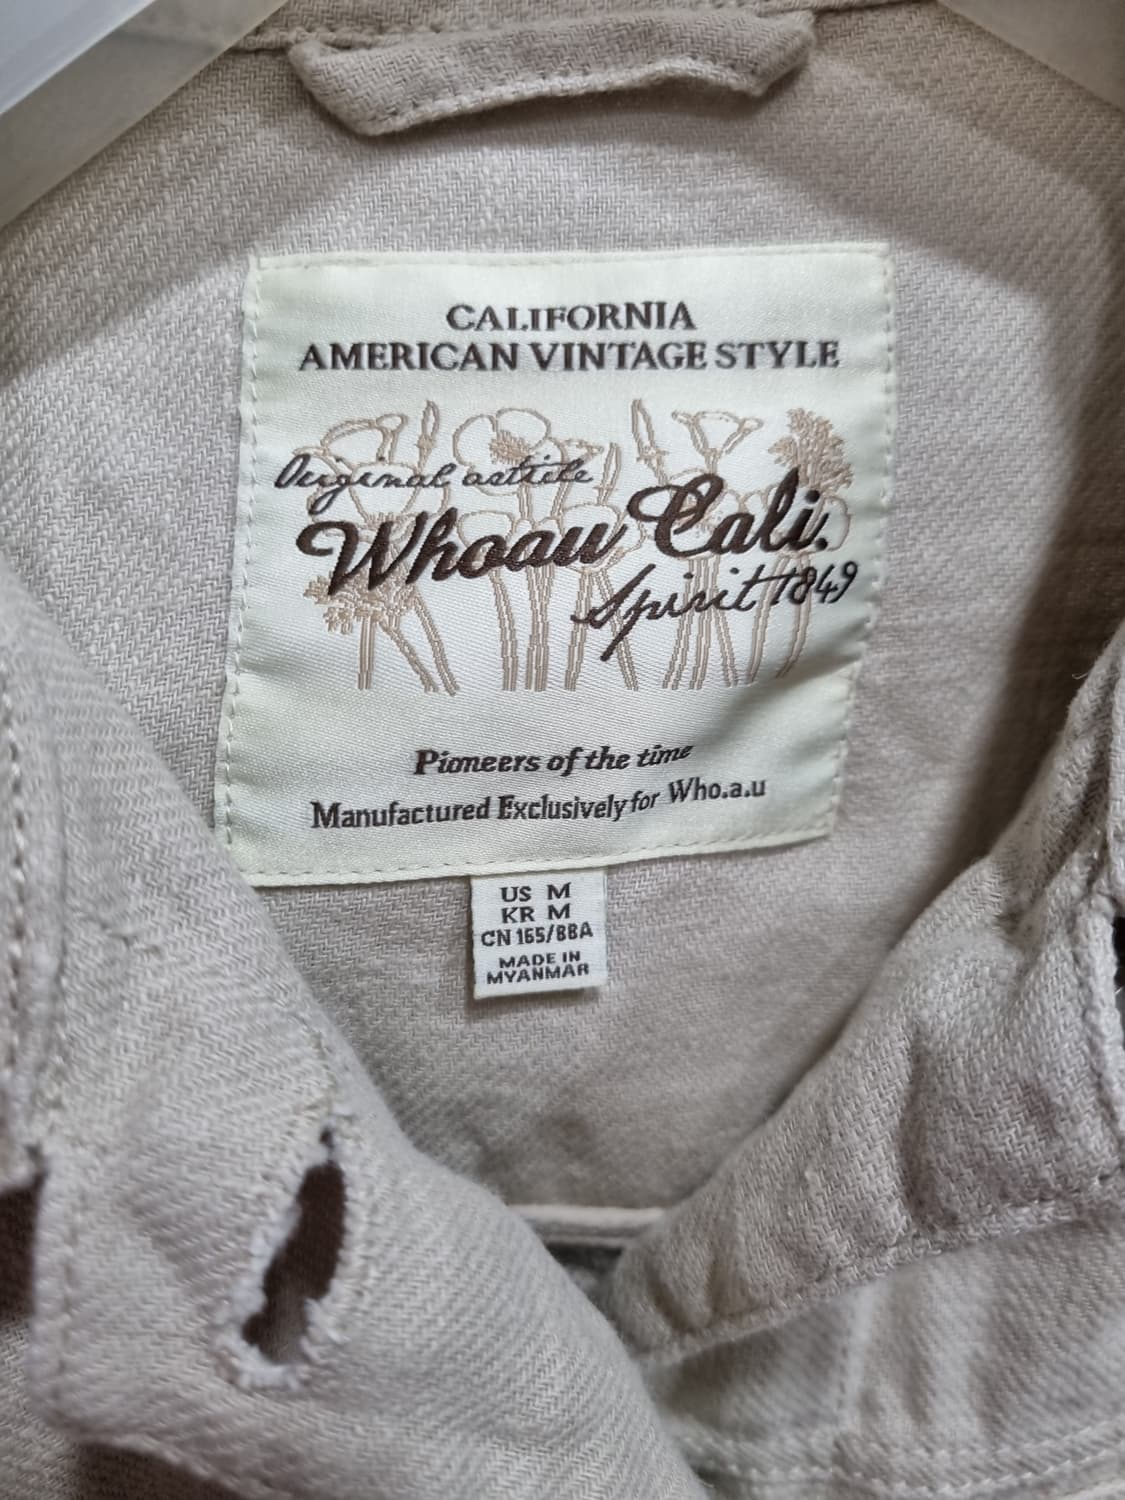 CALIFORNIA
AMERICAN VINTAGE STYLE
Original article
Whoau Cali.
Spirit 1849
Pioneers of the time
Manufactured Exclusively for Who.a.u
US M
KR M
CN 165/88A
MADE IN
MYANMAR